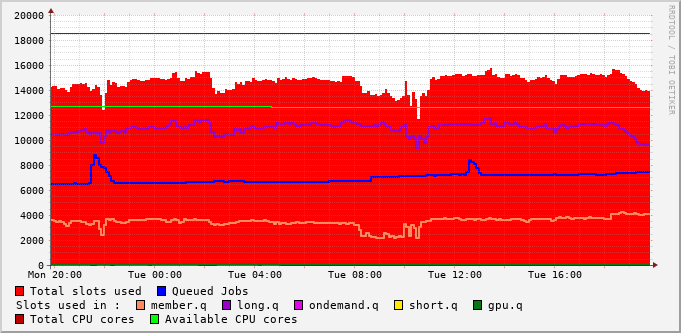 20000
18000
16000
14000
12000
10000
8000
6000
4000
2000
0
Mon 20:00 Tue 00:00 Tue 04:00 Tue 08:00 Tue 12:00 Tue 16:00
Total slots used Queued Jobs
Slots used in : member.q long.q ondemand.q short.q gpu.q
Total CPU cores Available CPU cores
RRDTOOL / TOBI OETIKER